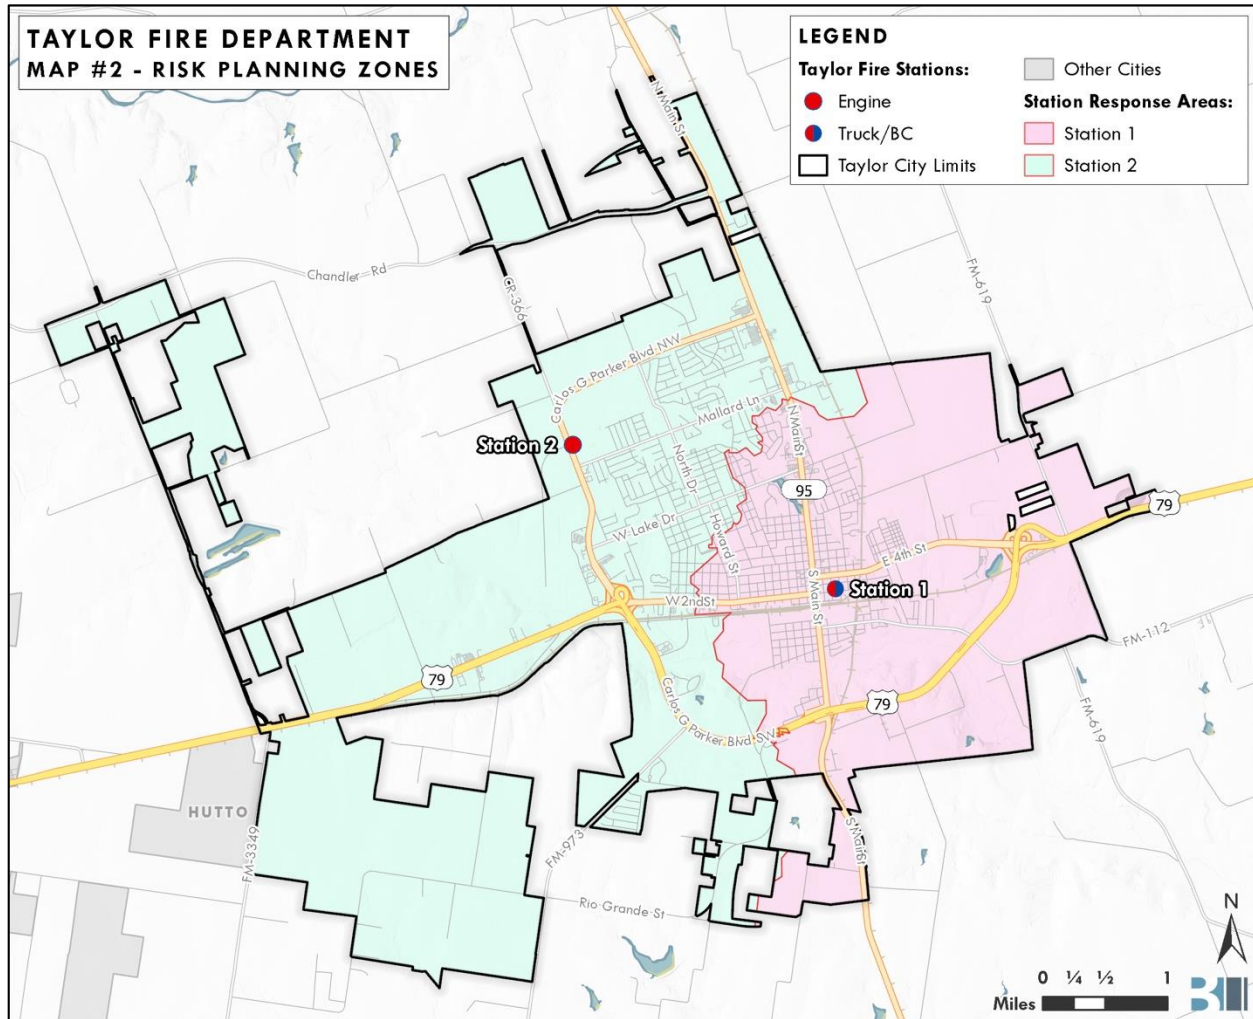 TAYLOR FIRE DEPARTMENT
MAP #2 - RISK PLANNING ZONES
LEGEND
Taylor Fire Stations:
Engine
Truck/BC
Taylor City Limits
Other Cities
Station Response Areas:
Station 1
Station 2
N Main St
Chandler Rd
CR-366
FM-619
Carlos G Parker Blvd NW
Mallard Ln
N Main St
Station 2
North Dr
95
79
W Lake Dr
Howard St
E 4th St
S Main St
Station 1
W 2nd St
FM-112
79
79
Carlos G Parker Blvd SW
FM-619
HUTTO
FM-3349
FM-973
S Main St
Rio Grande St
N
0 ¼ ½ 1
Miles